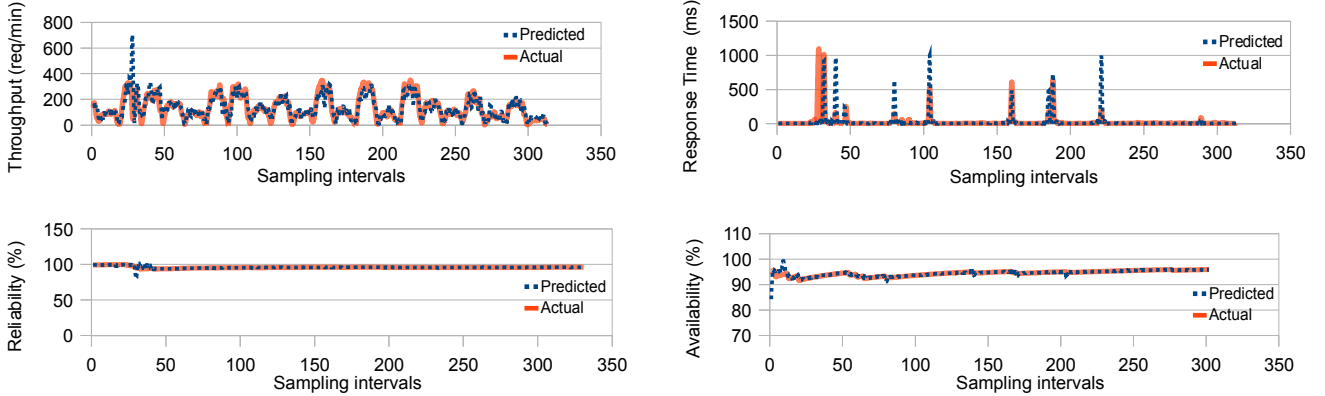 Throughput (req/min)
800
600
400
200
0
Predicted
Actual
0 50 100 150 200 250 300 350
Sampling intervals
Response Time (ms)
1500
1000
500
0
Predicted
Actual
0 50 100 150 200 250 300 350
Sampling intervals
Reliability (%)
150
100
50
0
Predicted
Actual
0 50 100 150 200 250 300 350
Sampling intervals
Availability (%)
110
100
90
80
70
Predicted
Actual
0 50 100 150 200 250 300 350
Sampling intervals